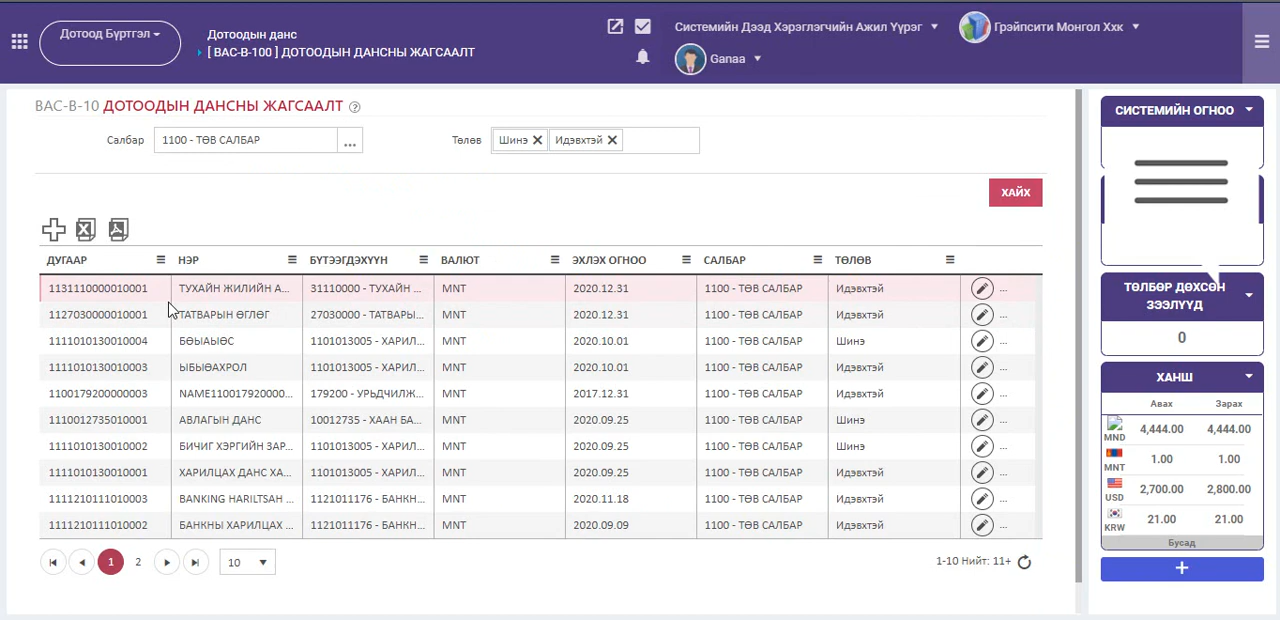 Дотоод Бүртгэл
Дотоодын данс
[ BAC-B-100 ] ДОТООДЫН ДАНСНЫ ЖАГСААЛТ
Системийн Дээд Хэрэглэгчийн Ажил Үүрэг
Грэйпсити Монгол Ххк
Ganaa
BAC-B-10 ДОТООДЫН ДАНСНЫ ЖАГСААЛТ
Салбар 1100 - ТӨВ САЛБАР ... Төлөв Шинэ Идэвхтэй
ХАЙХ
ДУГААР НЭР БҮТЭЭГДЭХҮҮН ВАЛЮТ ЭХЛЭХ ОГНОО САЛБАР ТӨЛӨВ
1131110000010001 ТУХАЙН ЖИЛИЙН А... 31110000 - ТУХАЙН ... MNT 2020.12.31 1100 - ТӨВ САЛБАР Идэвхтэй ...
1127030000010001 ТАТВАРЫН ӨГЛӨГ 27030000 - ТАТВАРЫ... MNT 2020.12.31 1100 - ТӨВ САЛБАР Идэвхтэй ...
1111010130010004 БӨЫАЫӨС 1101013005 - ХАРИЛ... MNT 2020.10.01 1100 - ТӨВ САЛБАР Шинэ ...
1111010130010003 ЫБЫӨАХРОЛ 1101013005 - ХАРИЛ... MNT 2020.10.01 1100 - ТӨВ САЛБАР Идэвхтэй ...
1100179200000003 NAME11001792000... 179200 - УРЬДЧИЛЖ... MNT 2017.12.31 1100 - ТӨВ САЛБАР Идэвхтэй ...
1110012735010001 АВЛАГЫН ДАНС 10012735 - ХААН БА... MNT 2020.09.25 1100 - ТӨВ САЛБАР Шинэ ...
1111010130010002 БИЧИГ ХЭРГИЙН ЗАР... 1101013005 - ХАРИЛ... MNT 2020.09.25 1100 - ТӨВ САЛБАР Шинэ ...
1111010130010001 ХАРИЛЦАХ ДАНС ХА... 1101013005 - ХАРИЛ... MNT 2020.09.25 1100 - ТӨВ САЛБАР Идэвхтэй ...
1111210111010003 BANKING HARILTSAH ... 1121011176 - БАНКН... MNT 2020.11.18 1100 - ТӨВ САЛБАР Идэвхтэй ...
1111210111010002 БАНКНЫ ХАРИЛЦАХ ... 1121011176 - БАНКН... MNT 2020.09.09 1100 - ТӨВ САЛБАР Идэвхтэй ...
1 2 10 1-10 Нийт: 11+
СИСТЕМИЙН ОГНОО
ТӨЛБӨР ДӨХСӨН
ЗЭЭЛҮҮД
0
ХАНШ
Авах Зарах
MND 4,444.00 4,444.00
MNT 1.00 1.00
USD 2,700.00 2,800.00
KRW 21.00 21.00
Бусад